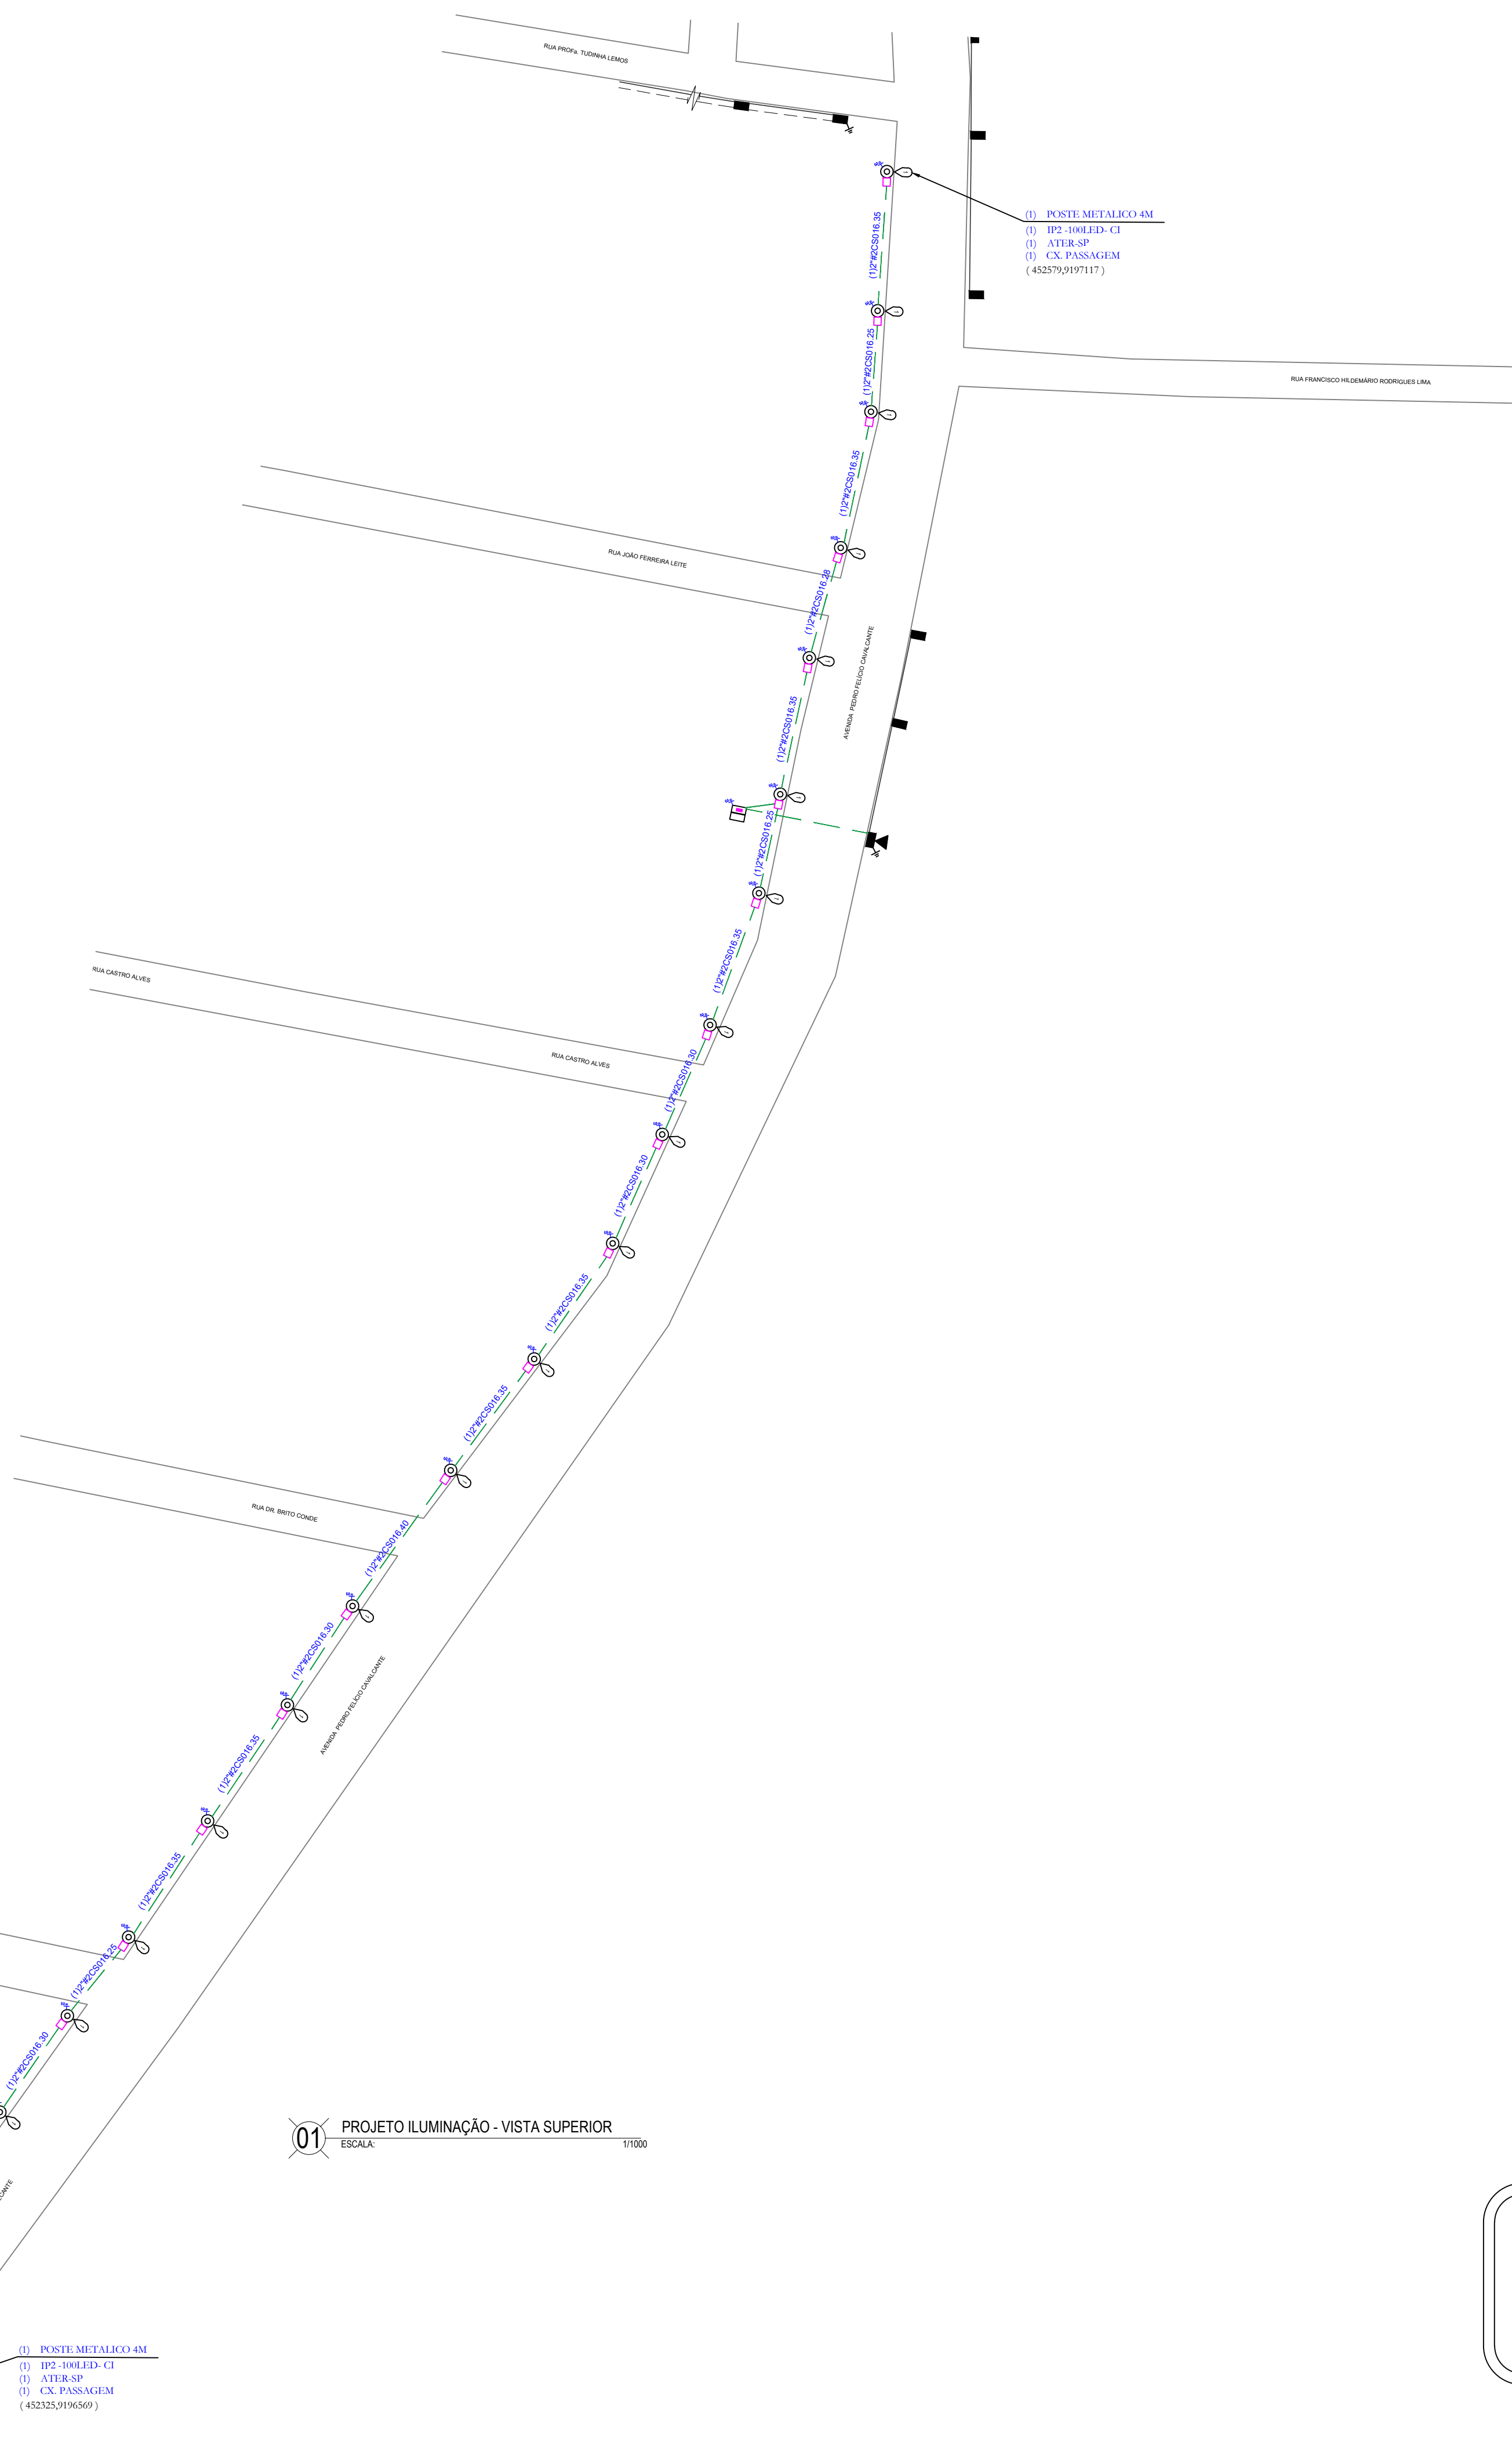 RUA PROFa. TUDINHA LEMOS
(1) POSTE METALICO 4M
(1) IP2 -100LED- CI
(1) ATER-SP
(1) CX. PASSAGEM
( 452579,9197117 )
(1)2"#2CS016.35
(1)2"#2CS016.25
RUA FRANCISCO HILDEMÁRIO RODRIGUES LIMA
(1)2"#2CS016.35
RUA JOÃO FERREIRA LEITE
(1)2"#2CS016.28
AVENIDA PEDRO FELÍCIO CAVALCANTE
(1)2"#2CS016.35
(1)2"#2CS016.25
(1)2"#2CS016.35
RUA CASTRO ALVES
RUA CASTRO ALVES
(1)2"#2CS016.30
(1)2"#2CS016.30
(1)2"#2CS016.35
(1)2"#2CS016.35
RUA DR. BRITO CONDE
(1)2"#2CS016.40
(1)2"#2CS016.30
AVENIDA PEDRO FELÍCIO CAVALCANTE
(1)2"#2CS016.35
(1)2"#2CS016.35
(1)2"#2CS016.25
(1)2"#2CS016.30
01
PROJETO ILUMINAÇÃO - VISTA SUPERIOR
ESCALA: 1/1000
CANTE
(1) POSTE METALICO 4M
(1) IP2 -100LED- CI
(1) ATER-SP
(1) CX. PASSAGEM
( 452325,9196569 )